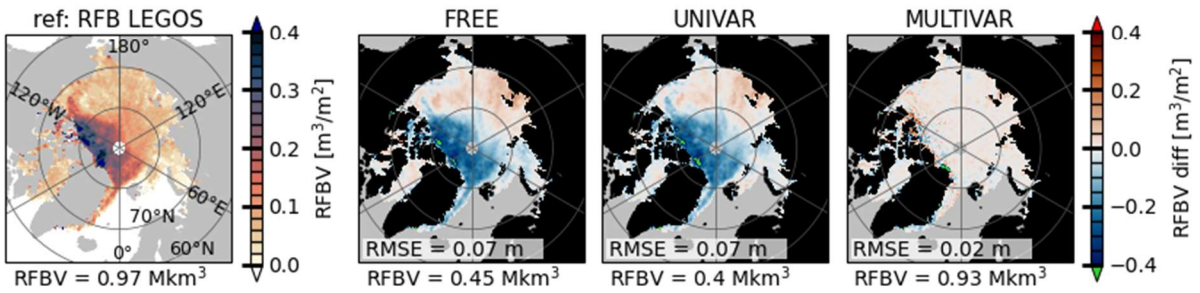 ref: RFB LEGOS
FREE
UNIVAR
MULTIVAR
180°
120°W
120°E
60°E
70°N
0°
60°N
0.4
0.3
0.2
0.1
0.0
RFBV [m³/m²]
RMSE = 0.07 m
RMSE = 0.07 m
RMSE = 0.02 m
0.4
0.2
0.0
−0.2
−0.4
RFBV diff [m³/m²]
RFBV = 0.97 Mkm³
RFBV = 0.45 Mkm³
RFBV = 0.4 Mkm³
RFBV = 0.93 Mkm³